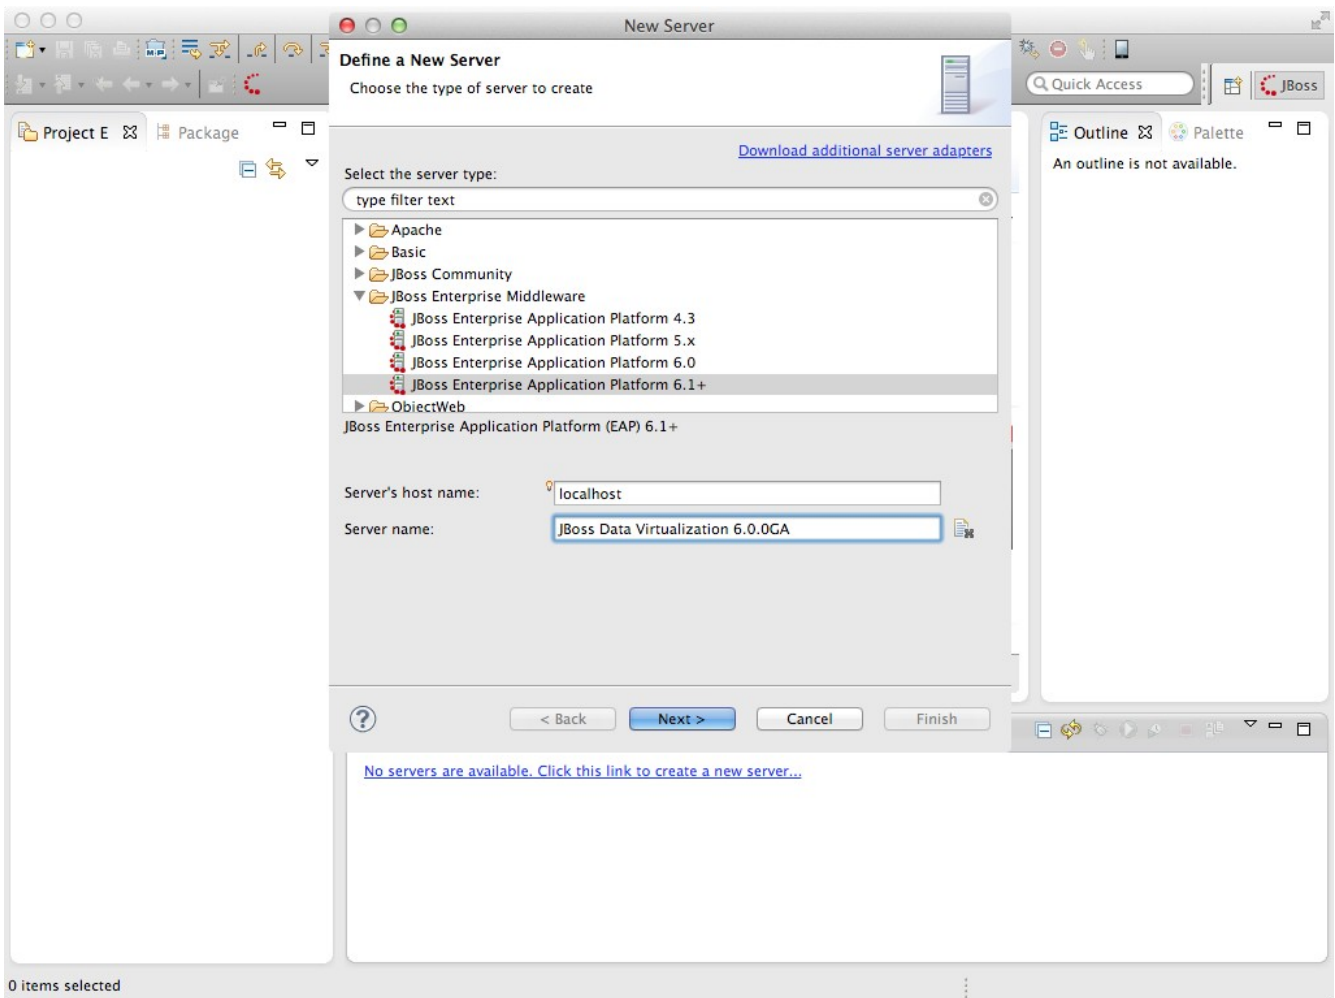 New Server
Define a New Server
Choose the type of server to create
Quick Access
JBoss
Project E
Package
Outline
Palette
An outline is not available.
Download additional server adapters
Select the server type:
type filter text
Apache
Basic
JBoss Community
JBoss Enterprise Middleware
JBoss Enterprise Application Platform 4.3
JBoss Enterprise Application Platform 5.x
JBoss Enterprise Application Platform 6.0
JBoss Enterprise Application Platform 6.1+
ObjectWeb
JBoss Enterprise Application Platform (EAP) 6.1+
Server's host name:
localhost
Server name:
JBoss Data Virtualization 6.0.0GA
?
< Back
Next >
Cancel
Finish
No servers are available. Click this link to create a new server...
0 items selected